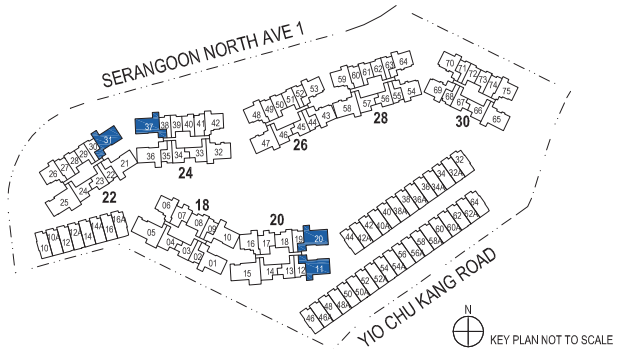 SERANGOON NORTH AVE 1
70 71 72 73 74 75
69 68 67 66 65
30
59 60 61 62 63 64
58 57 56 55 54
28
48 49 50 51 52 53
47 46 45 44 43
26
37 38 39 40 41 42
36 35 34 33 32
24
26 27 28 29 30 31
25 24 23 22 21
22
10 10A 12 12A 14 14A 16 16A
18
06 07 08 09 10
05 04 03 02 01
20
16 17 18 19 20
15 14 13 12 11
44 42A 42 40A 40 38A 38 36A 36 34A 34 32A 32
46 46A 48 48A 50 50A 52 52A 54 54A 56 56A 58 58A 60 60A 62 62A 64
YIO CHU KANG ROAD
N
KEY PLAN NOT TO SCALE